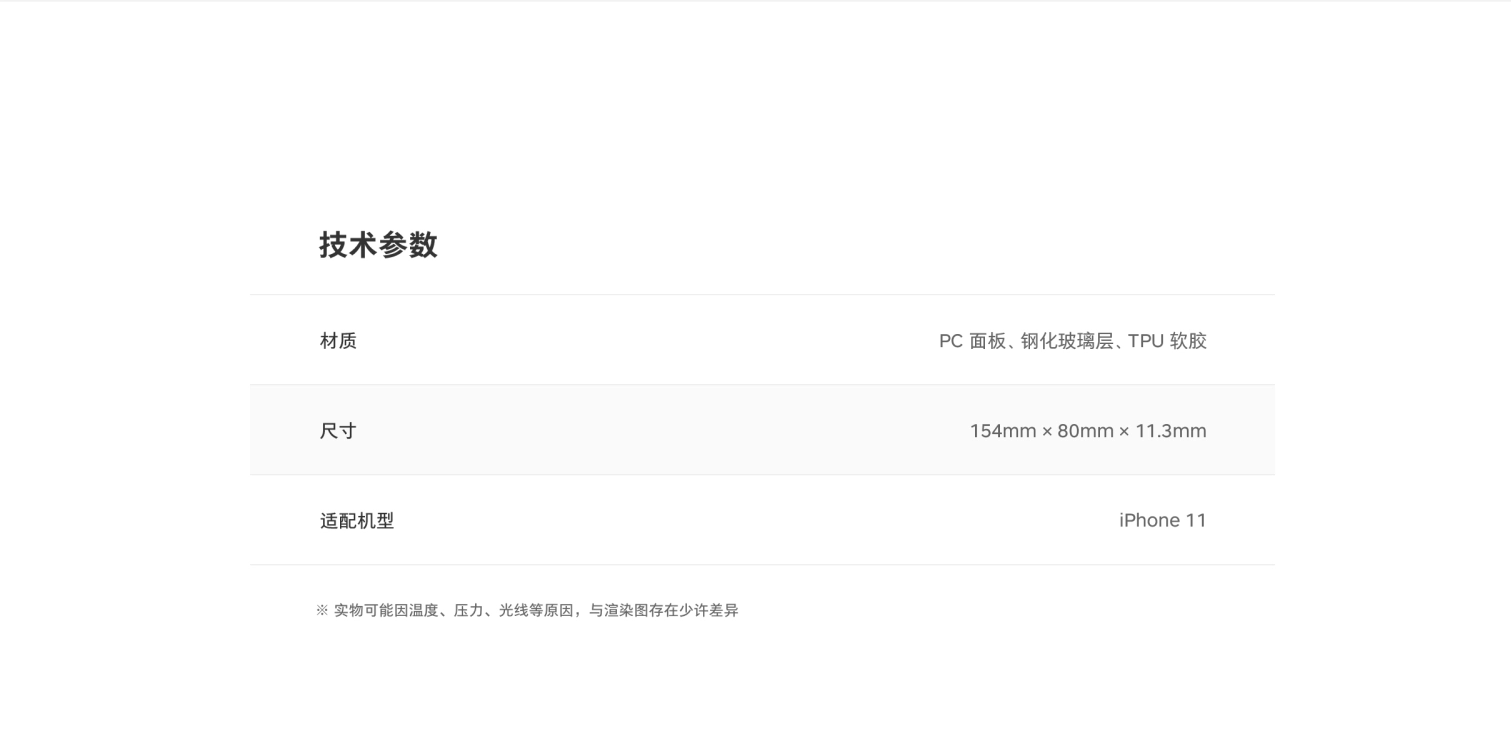 技术参数
材质
PC 面板、钢化玻璃层、TPU 软胶
尺寸
154mm × 80mm × 11.3mm
适配机型
iPhone 11
※ 实物可能因温度、压力、光线等原因，与渲染图存在少许差异